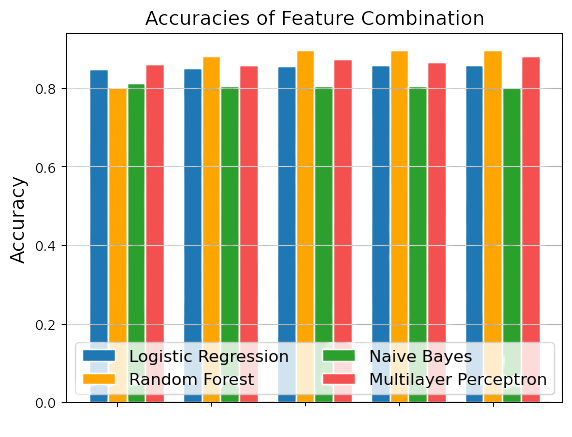 Accuracies of Feature Combination
Accuracy
0.8
0.6
0.4
0.2
0.0
Logistic Regression
Random Forest
Naive Bayes
Multilayer Perceptron